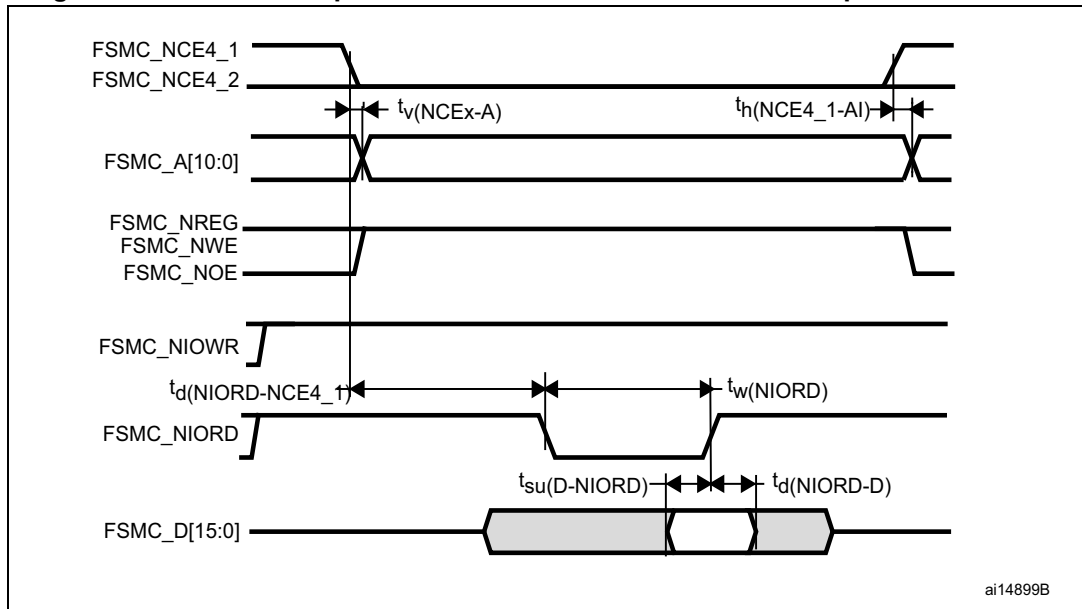 FSMC_NCE4_1
FSMC_NCE4_2
tv(NCEx-A)
th(NCE4_1-AI)
FSMC_A[10:0]
FSMC_NREG
FSMC_NWE
FSMC_NOE
FSMC_NIOWR
td(NIORD-NCE4_1)
tw(NIORD)
FSMC_NIORD
tsu(D-NIORD)
td(NIORD-D)
FSMC_D[15:0]
ai14899B